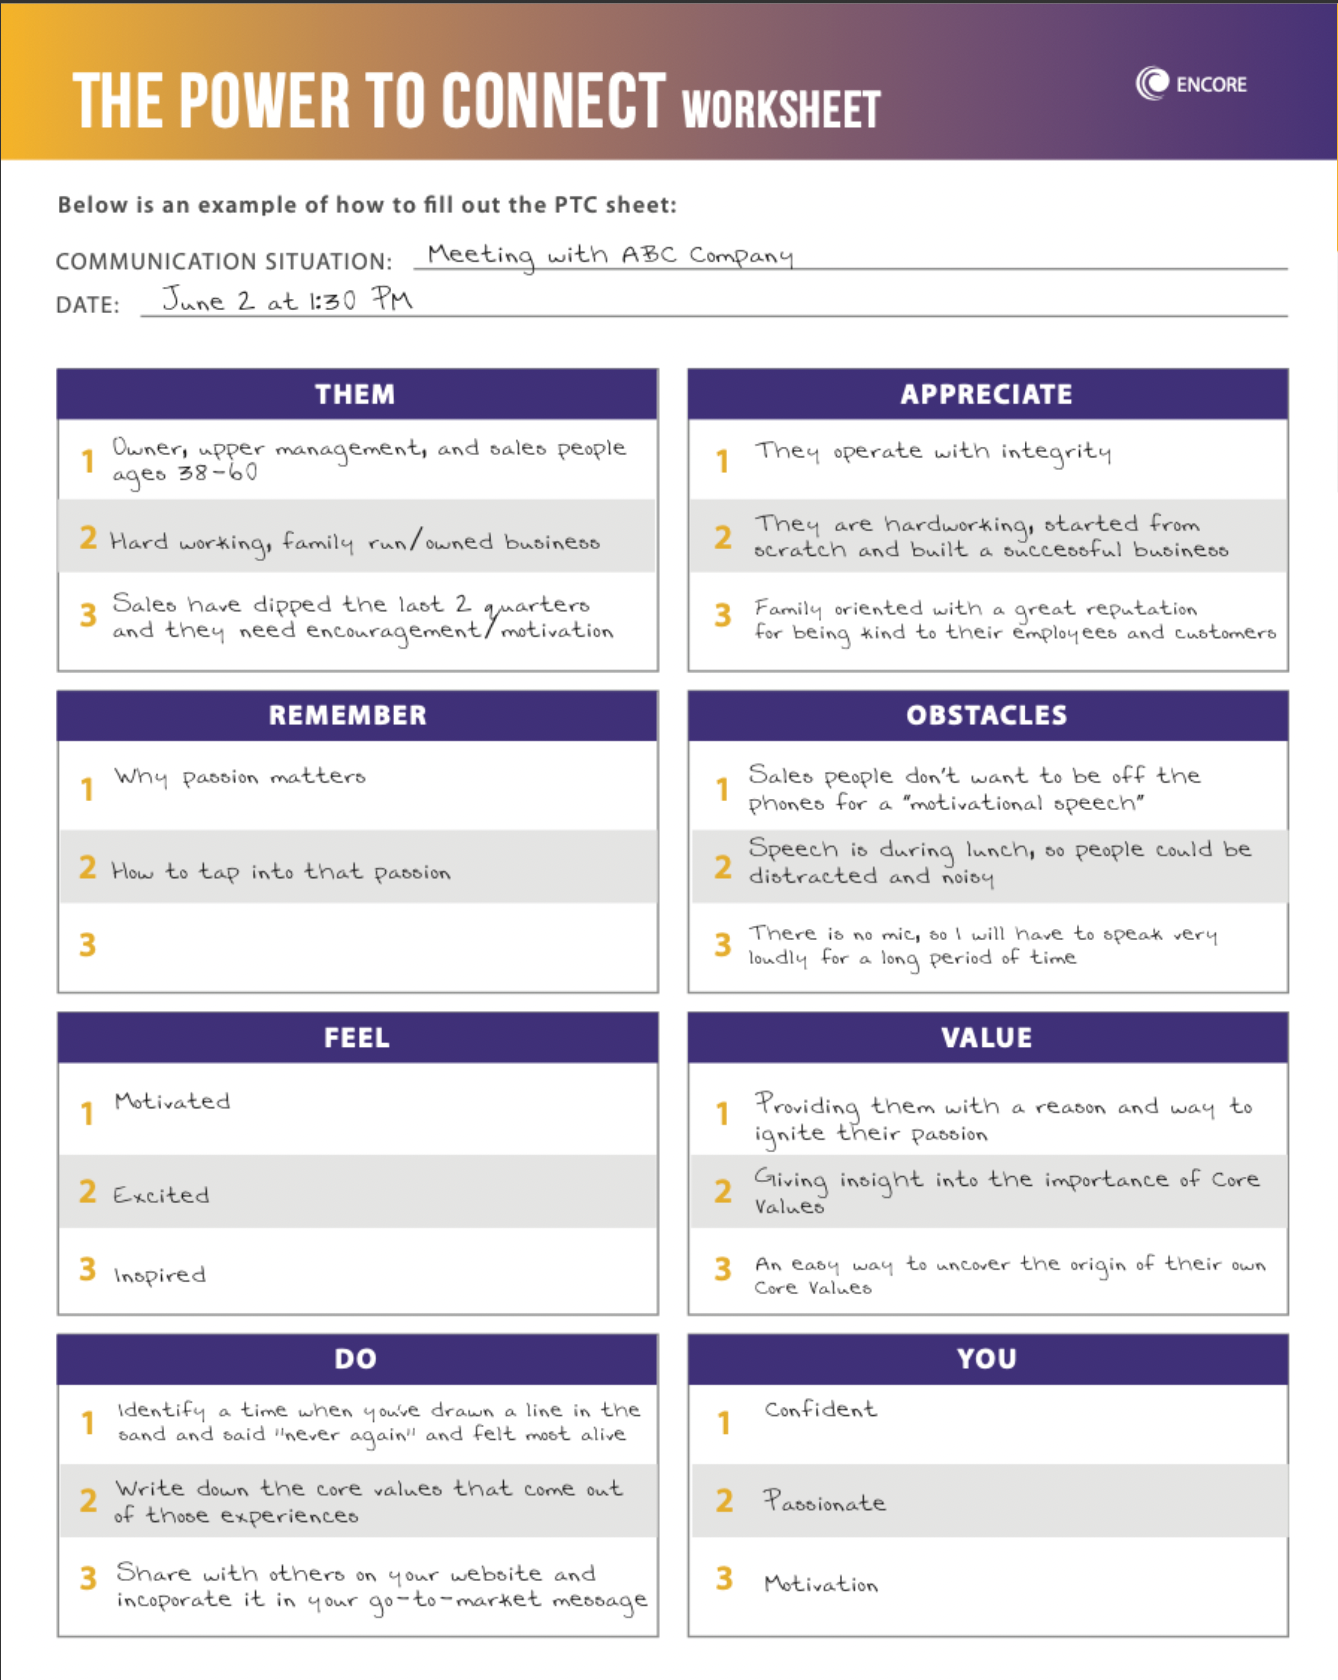 THE POWER TO CONNECT WORKSHEET
ENCORE
Below is an example of how to fill out the PTC sheet:
COMMUNICATION SITUATION: Meeting with ABC Company
DATE: June 2 at 1:30 PM
THEM
1 Owner, upper management, and sales people
ages 38-60
2 Hard working, family run/owned business
3 Sales have dipped the last 2 quarters
and they need encouragement/motivation
APPRECIATE
1 They operate with integrity
2 They are hardworking, started from
scratch and built a successful business
3 Family oriented with a great reputation
for being kind to their employees and customers
REMEMBER
1 Why passion matters
2 How to tap into that passion
3
OBSTACLES
1 Sales people don't want to be off the
phones for a "motivational speech"
2 Speech is during lunch, so people could be
distracted and noisy
3 There is no mic, so I will have to speak very
loudly for a long period of time
FEEL
1 Motivated
2 Excited
3 Inspired
VALUE
1 Providing them with a reason and way to
ignite their passion
2 Giving insight into the importance of Core
Values
3 An easy way to uncover the origin of their own
Core Values
DO
1 Identify a time when you've drawn a line in the
sand and said "never again" and felt most alive
2 Write down the core values that come out
of those experiences
3 Share with others on your website and
incoporate it in your go-to-market message
YOU
1 Confident
2 Passionate
3 Motivation